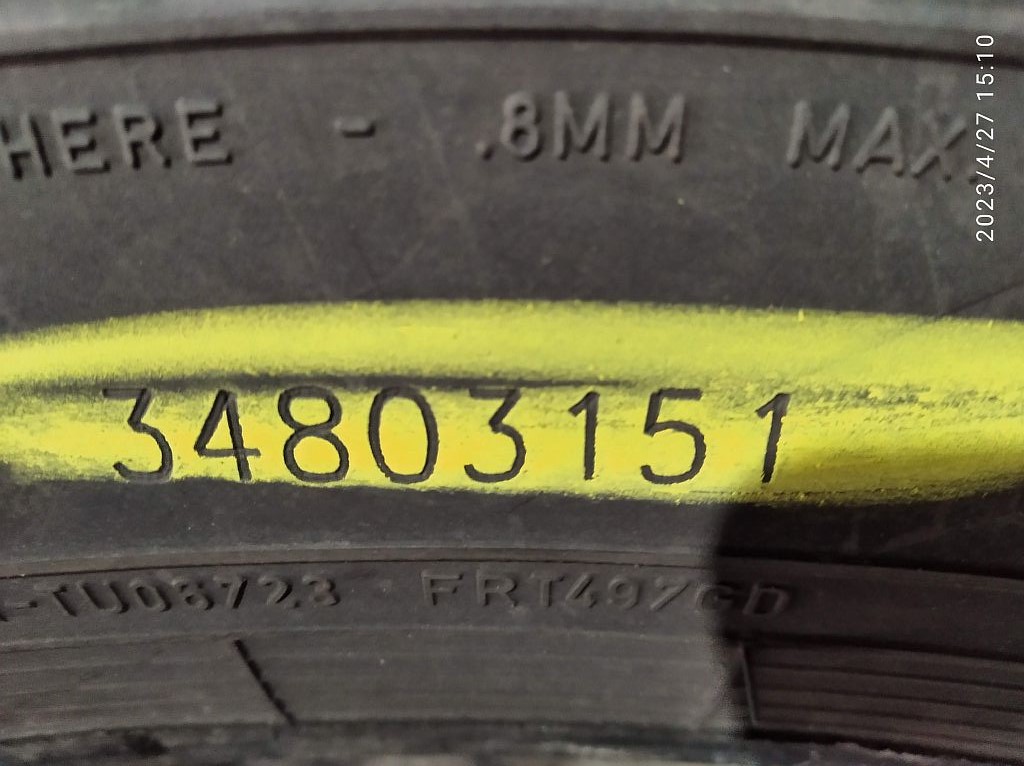 HERE - .8MM MAX.
2023/4/27 15:10
34803151
-TU08723 FRT497GD